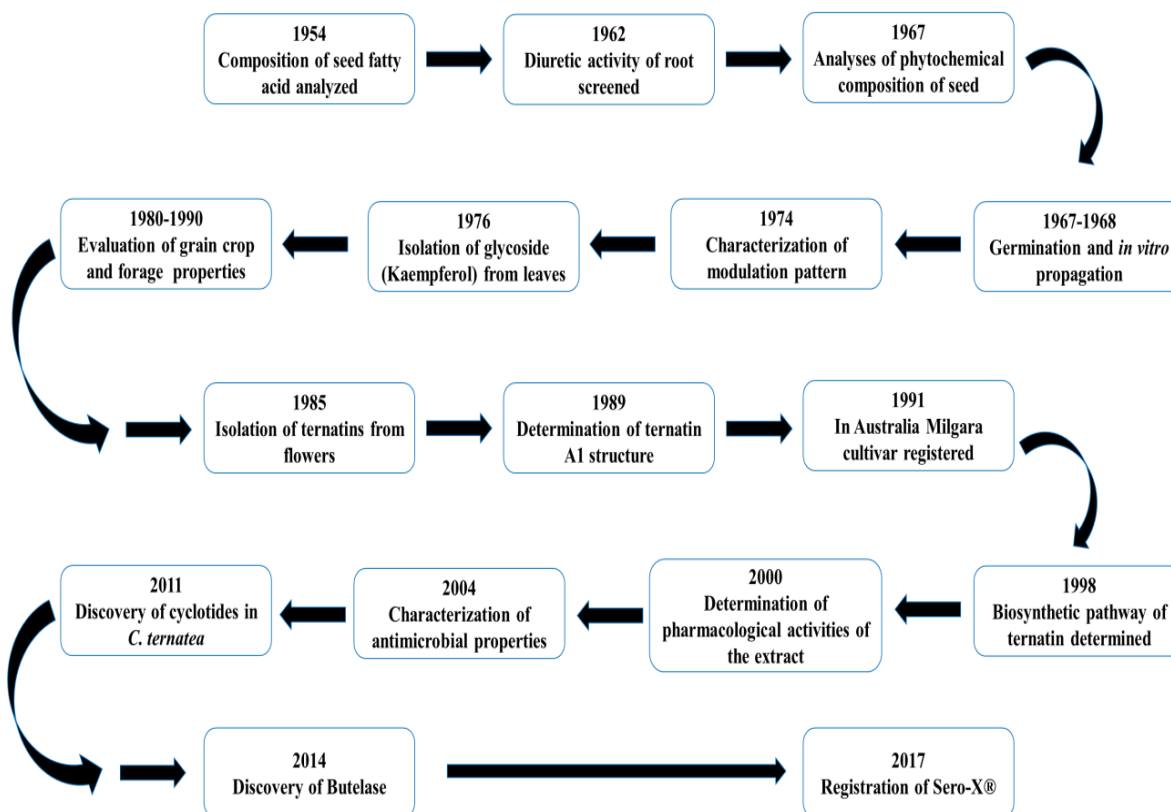 1954
Composition of seed fatty
acid analyzed
1962
Diuretic activity of root
screened
1967
Analyses of phytochemical
composition of seed
1967-1968
Germination and in vitro
propagation
1974
Characterization of
modulation pattern
1976
Isolation of glycoside
(Kaempferol) from leaves
1980-1990
Evaluation of grain crop
and forage properties
1985
Isolation of ternatins from
flowers
1989
Determination of ternatin
A1 structure
1991
In Australia Milgara
cultivar registered
1998
Biosynthetic pathway of
ternatin determined
2000
Determination of
pharmacological activities of
the extract
2004
Characterization of
antimicrobial properties
2011
Discovery of cyclotides in
C. ternatea
2014
Discovery of Butelase
2017
Registration of Sero-X®